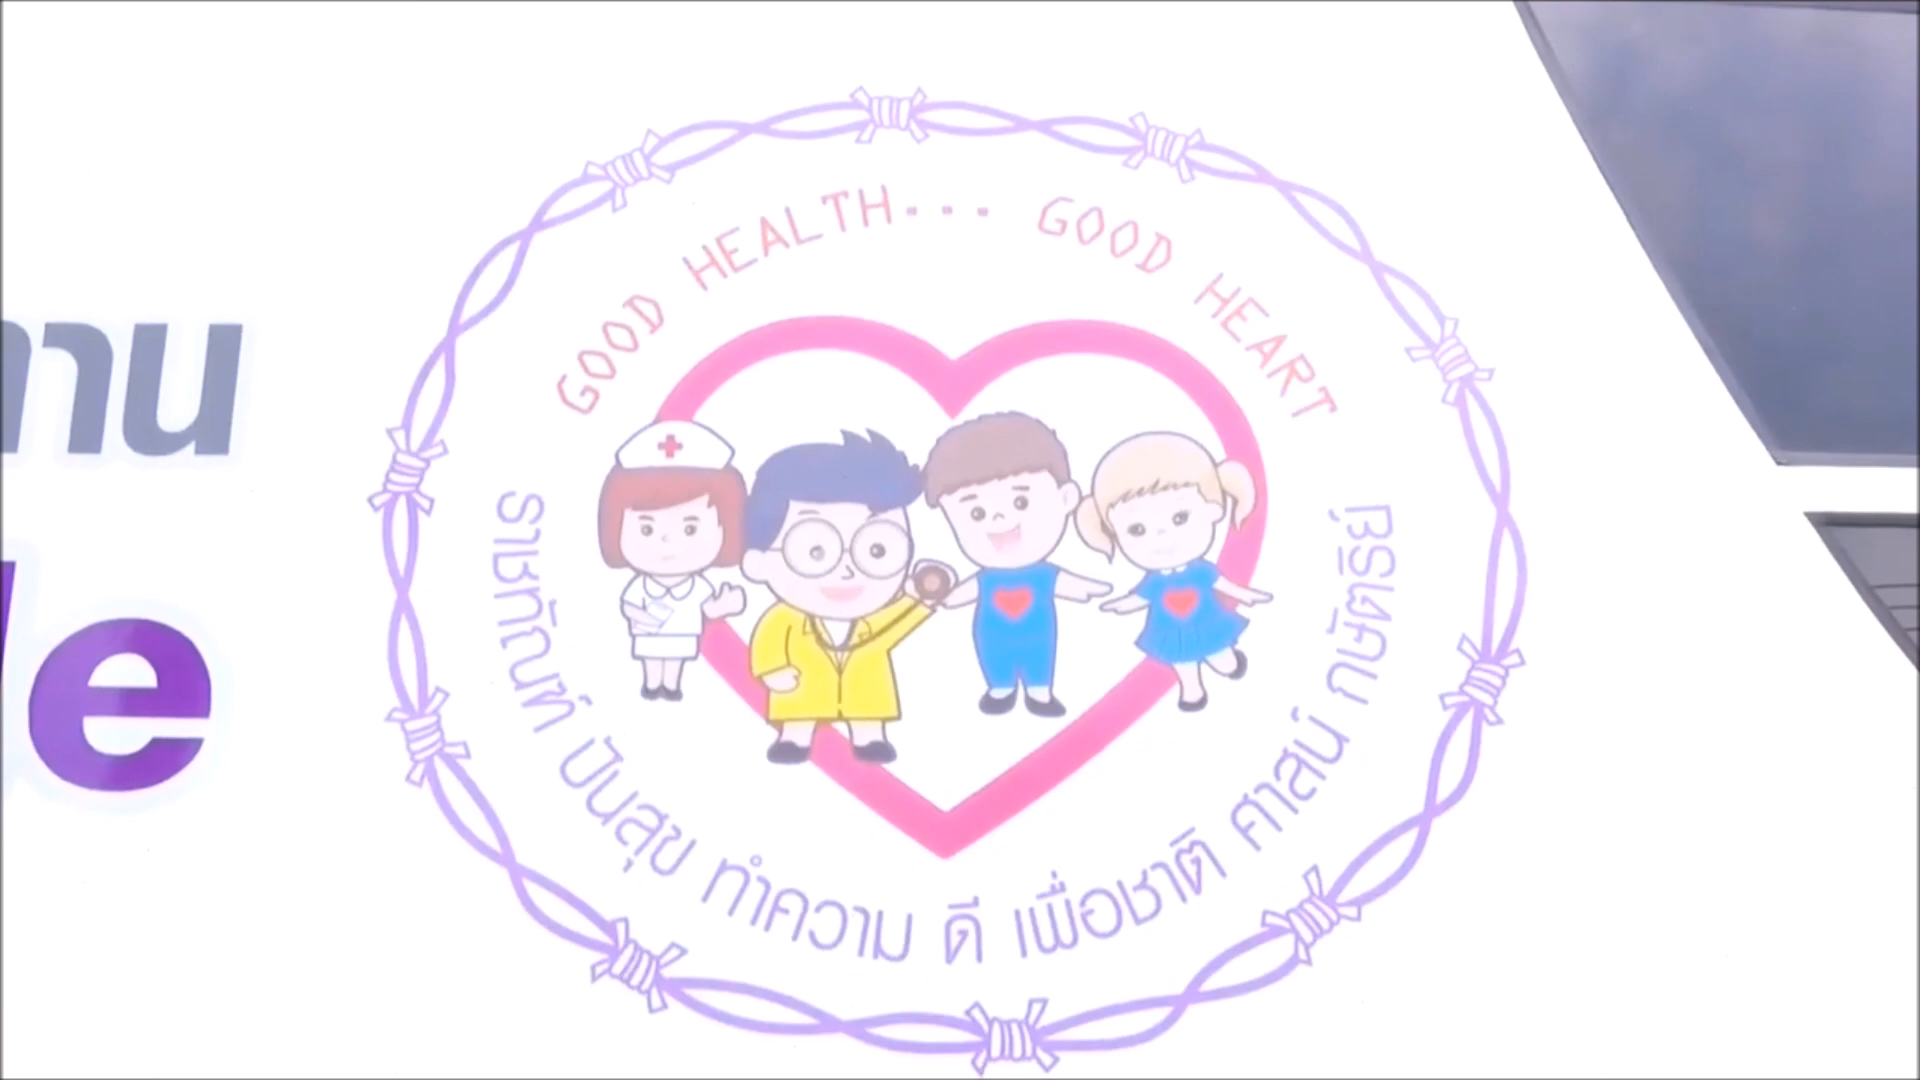 GOOD HEALTH... GOOD HEART
ราชทัณฑ์ ปันสุข ทำความ ดี เพื่อชาติ ศาสน์ กษัตริย์